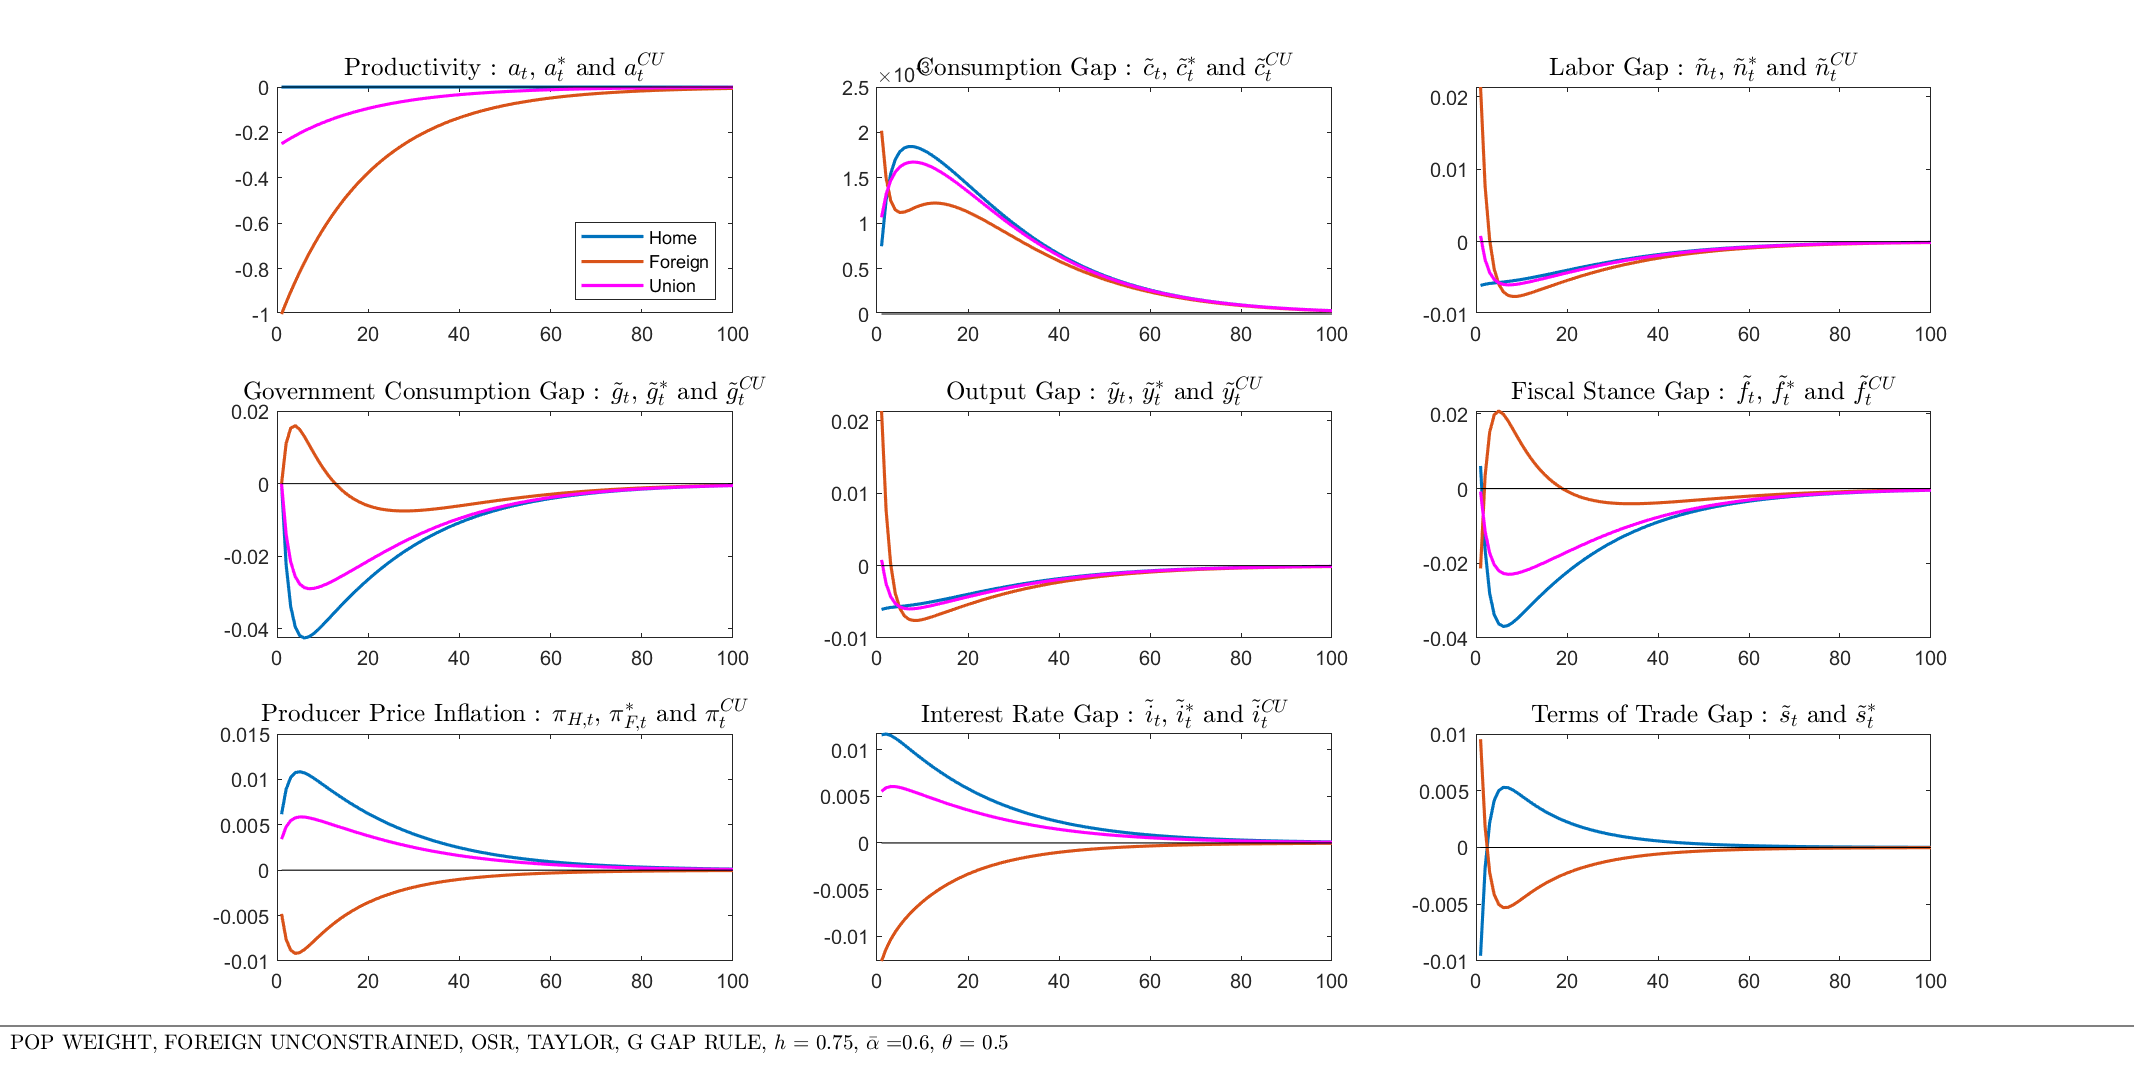 Productivity : a_t, a_t^* and a_t^{CU}
0
-0.2
-0.4
-0.6
-0.8
-1
0 20 40 60 80 100
Home
Foreign
Union
×10
Consumption Gap : c̃_t, c̃_t^* and c̃_t^{CU}
2.5
2
1.5
1
0.5
0
0 20 40 60 80 100
Labor Gap : ñ_t, ñ_t^* and ñ_t^{CU}
0.02
0.01
0
-0.01
0 20 40 60 80 100
Government Consumption Gap : g̃_t, g̃_t^* and g̃_t^{CU}
0.02
0
-0.02
-0.04
0 20 40 60 80 100
Output Gap : ỹ_t, ỹ_t^* and ỹ_t^{CU}
0.02
0.01
0
-0.01
0 20 40 60 80 100
Fiscal Stance Gap : f̃_t, f̃_t^* and f̃_t^{CU}
0.02
0
-0.02
-0.04
0 20 40 60 80 100
Producer Price Inflation : π_{H,t}, π_{F,t}^* and π_t^{CU}
0.015
0.01
0.005
0
-0.005
-0.01
0 20 40 60 80 100
Interest Rate Gap : ĩ_t, ĩ_t^* and ĩ_t^{CU}
0.01
0.005
0
-0.005
-0.01
0 20 40 60 80 100
Terms of Trade Gap : s̃_t and s̃_t^*
0.01
0.005
0
-0.005
-0.01
0 20 40 60 80 100
POP WEIGHT, FOREIGN UNCONSTRAINED, OSR, TAYLOR, G GAP RULE, h = 0.75, ᾱ =0.6, θ = 0.5